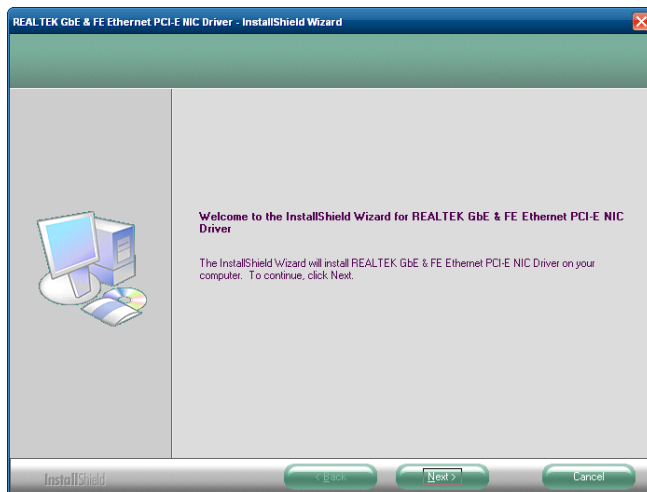 REALTEK GbE & FE Ethernet PCI-E NIC Driver - InstallShield Wizard
Welcome to the InstallShield Wizard for REALTEK GbE & FE Ethernet PCI-E NIC
Driver
The InstallShield Wizard will install REALTEK GbE & FE Ethernet PCI-E NIC Driver on your
computer. To continue, click Next.
InstallShield
< Back
Next >
Cancel